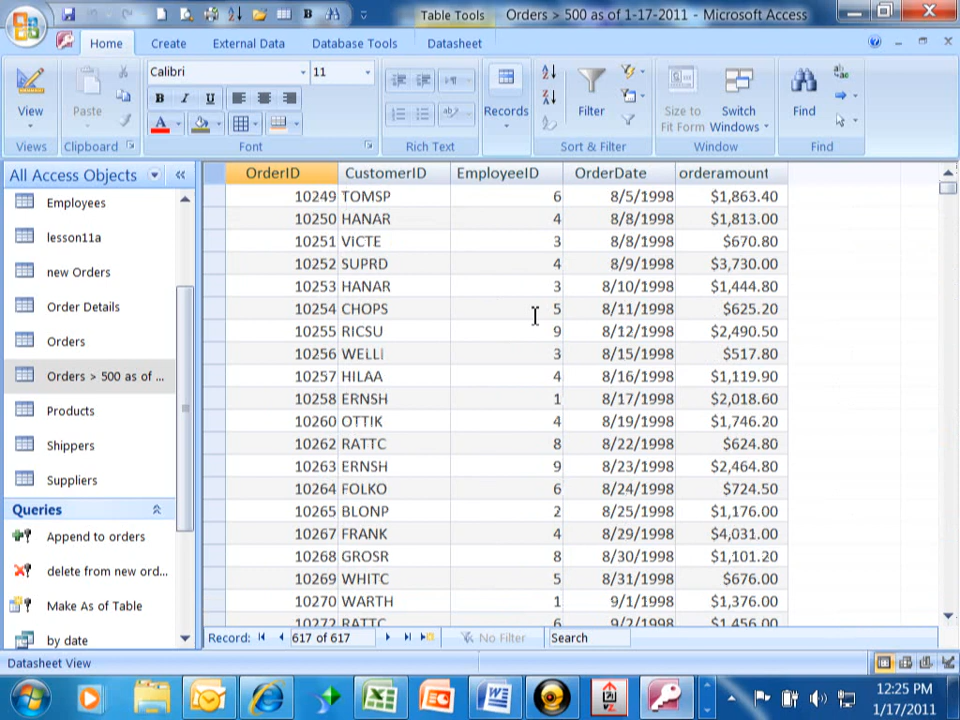 Table Tools Orders > 500 as of 1-17-2011 - Microsoft Access
Home Create External Data Database Tools Datasheet
Calibri 11
View Paste B I U Records Filter Size to Fit Form Switch Windows Find
Views Clipboard Font Rich Text Sort & Filter Window Find
All Access Objects
Employees
lesson11a
new Orders
Order Details
Orders
Orders > 500 as of ...
Products
Shippers
Suppliers
Queries
Append to orders
delete from new ord...
Make As of Table
by date
OrderID CustomerID EmployeeID OrderDate orderamount
10249 TOMSP 6 8/5/1998 $1,863.40
10250 HANAR 4 8/8/1998 $1,813.00
10251 VICTE 3 8/8/1998 $670.80
10252 SUPRD 4 8/9/1998 $3,730.00
10253 HANAR 3 8/10/1998 $1,444.80
10254 CHOPS 5 8/11/1998 $625.20
10255 RICSU 9 8/12/1998 $2,490.50
10256 WELLI 3 8/15/1998 $517.80
10257 HILAA 4 8/16/1998 $1,119.90
10258 ERNSH 1 8/17/1998 $2,018.60
10260 OTTIK 4 8/19/1998 $1,746.20
10262 RATTC 8 8/22/1998 $624.80
10263 ERNSH 9 8/23/1998 $2,464.80
10264 FOLKO 6 8/24/1998 $724.50
10265 BLONP 2 8/25/1998 $1,176.00
10267 FRANK 4 8/29/1998 $4,031.00
10268 GROSR 8 8/30/1998 $1,101.20
10269 WHITC 5 8/31/1998 $676.00
10270 WARTH 1 9/1/1998 $1,376.00
10272 RATTC 6 9/2/1998 $1,456.00
Record: 617 of 617 No Filter Search
Datasheet View
12:25 PM
1/17/2011